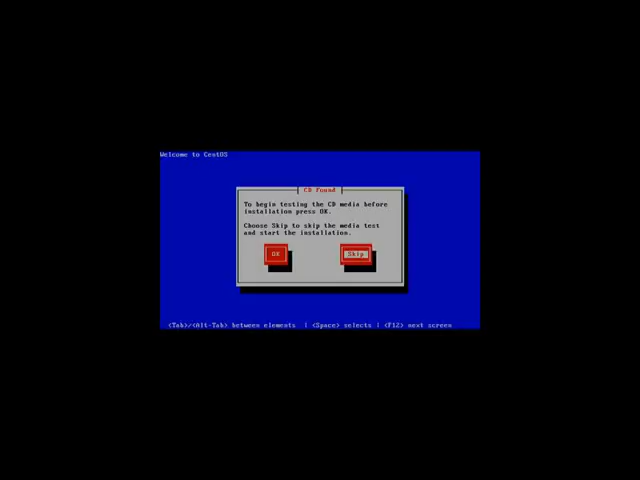 Welcome to CentOS
CD Found
To begin testing the CD media before
installation press OK.
Choose Skip to skip the media test
and start the installation.
OK
Skip
<Tab>/<Alt-Tab> between elements | <Space> selects | <F12> next screen